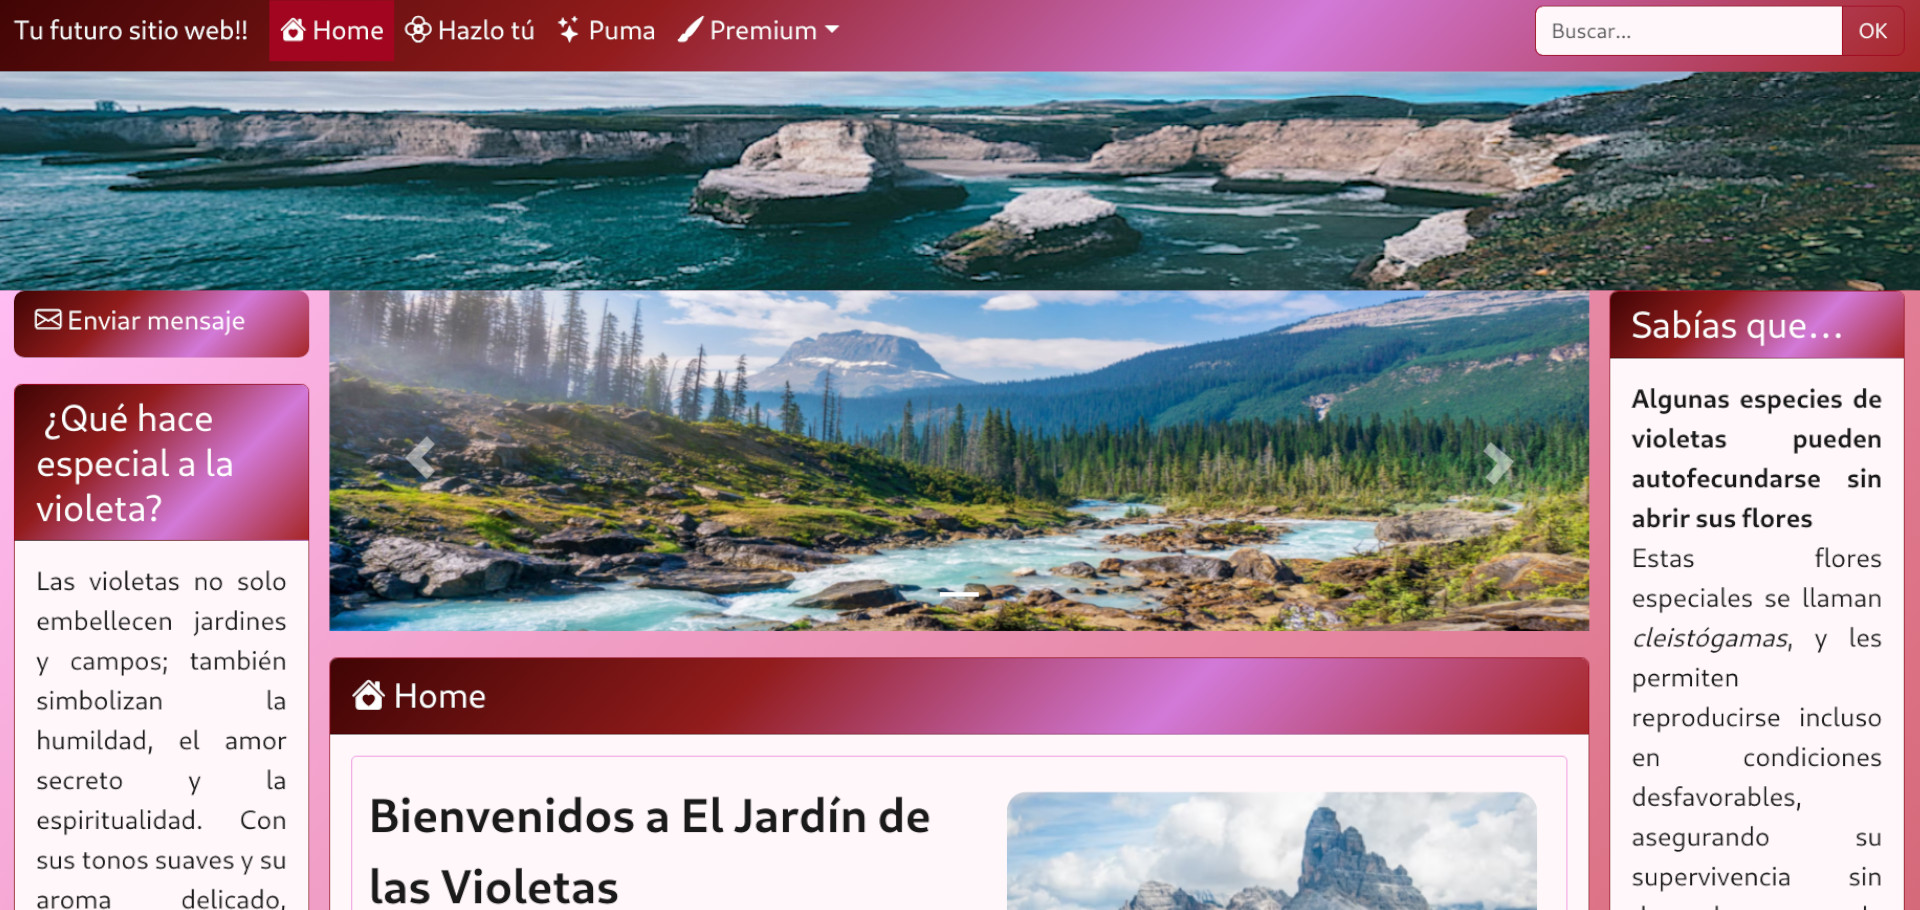 Tu futuro sitio web!! Home Hazlo tú Puma Premium Buscar... OK
Enviar mensaje
¿Qué hace
especial a la
violeta?
Las violetas no solo
embellecen jardines
y campos; también
simbolizan la
humildad, el amor
secreto y la
espiritualidad. Con
sus tonos suaves y su
aroma delicado,
Home
Bienvenidos a El Jardín de
las Violetas
Sabías que...
Algunas especies de
violetas pueden
autofecundarse sin
abrir sus flores
Estas flores
especiales se llaman
cleistógamas, y les
permiten
reproducirse incluso
en condiciones
desfavorables,
asegurando su
supervivencia sin